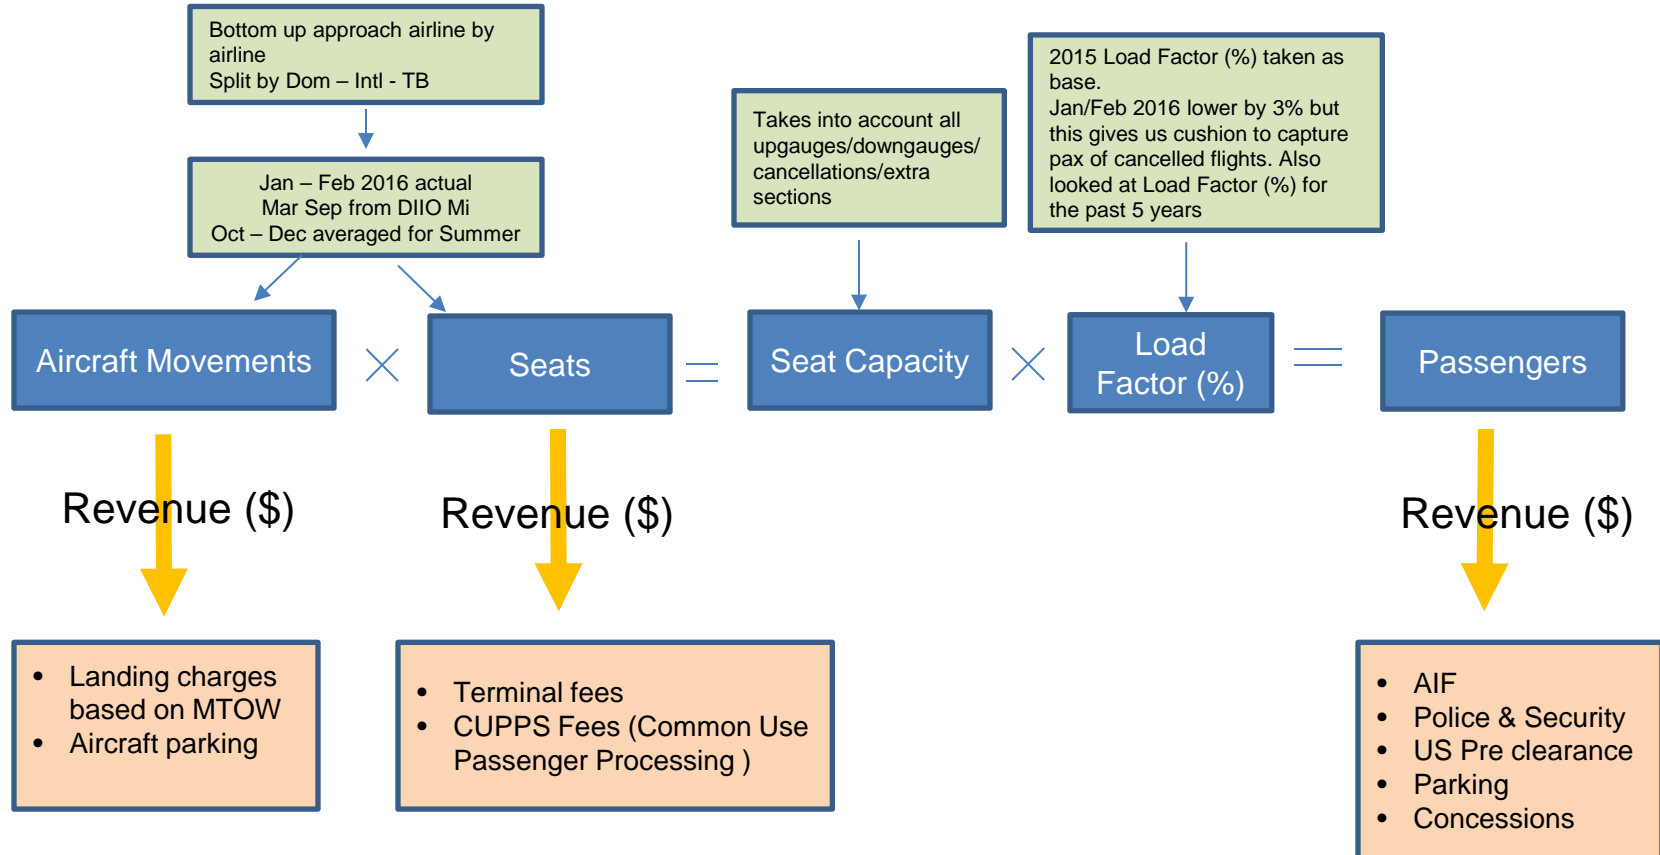 Bottom up approach airline by
airline
Split by Dom – Intl - TB
Jan – Feb 2016 actual
Mar Sep from DIIO Mi
Oct – Dec averaged for Summer
Takes into account all
upgauges/downgauges/
cancellations/extra
sections
2015 Load Factor (%) taken as
base.
Jan/Feb 2016 lower by 3% but
this gives us cushion to capture
pax of cancelled flights. Also
looked at Load Factor (%) for
the past 5 years
Aircraft Movements
Seats
Seat Capacity
Load
Factor (%)
Passengers
Revenue ($)
Revenue ($)
Revenue ($)
• Landing charges
based on MTOW
• Aircraft parking
• Terminal fees
• CUPPS Fees (Common Use
Passenger Processing )
• AIF
• Police & Security
• US Pre clearance
• Parking
• Concessions